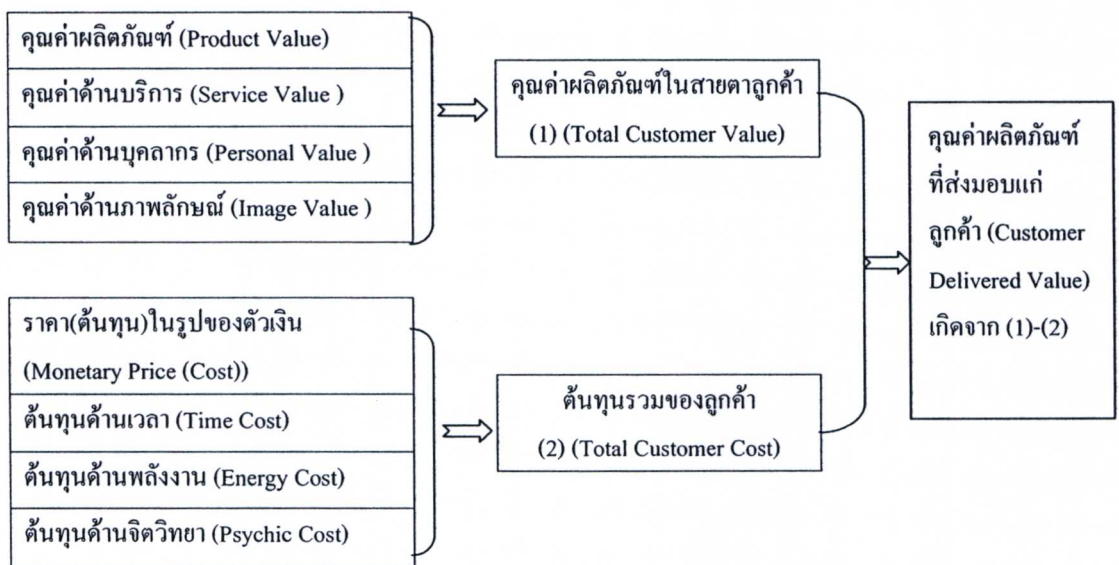 คุณค่าผลิตภัณฑ์ (Product Value)
คุณค่าด้านบริการ (Service Value )
คุณค่าด้านบุคลากร (Personal Value )
คุณค่าด้านภาพลักษณ์ (Image Value )
คุณค่าผลิตภัณฑ์ในสายตาลูกค้า
(1) (Total Customer Value)
ราคา(ต้นทุน)ในรูปของตัวเงิน
(Monetary Price (Cost))
ต้นทุนด้านเวลา (Time Cost)
ต้นทุนด้านพลังงาน (Energy Cost)
ต้นทุนด้านจิตวิทยา (Psychic Cost)
ต้นทุนรวมของลูกค้า
(2) (Total Customer Cost)
คุณค่าผลิตภัณฑ์
ที่ส่งมอบแก่
ลูกค้า (Customer
Delivered Value)
เกิดจาก (1)-(2)